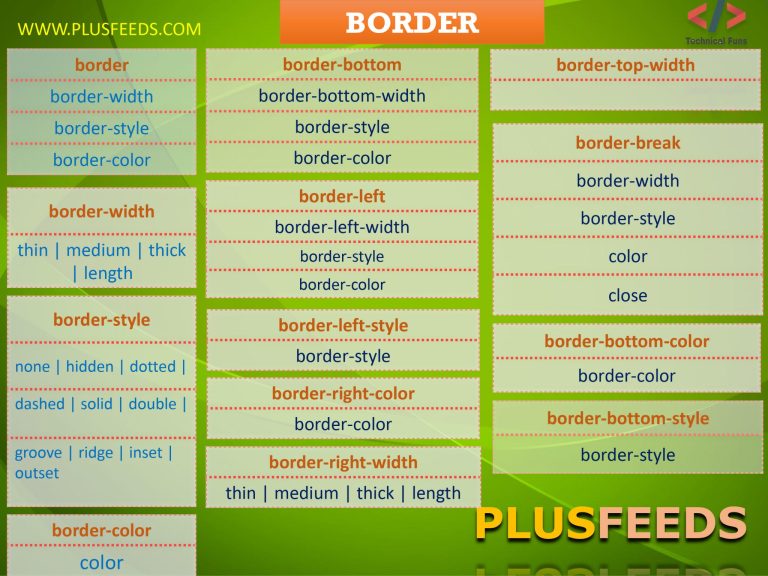 WWW.PLUSFEEDS.COM
BORDER
</>
Technical Funs
border
border-width
border-style
border-color
border-width
thin | medium | thick
| length
border-style
none | hidden | dotted |
dashed | solid | double |
groove | ridge | inset |
outset
border-color
color
border-bottom
border-bottom-width
border-style
border-color
border-left
border-left-width
border-style
border-color
border-left-style
border-style
border-right-color
border-color
border-right-width
thin | medium | thick | length
border-top-width
border-break
border-width
border-style
color
close
border-bottom-color
border-color
border-bottom-style
border-style
PLUSFEEDS